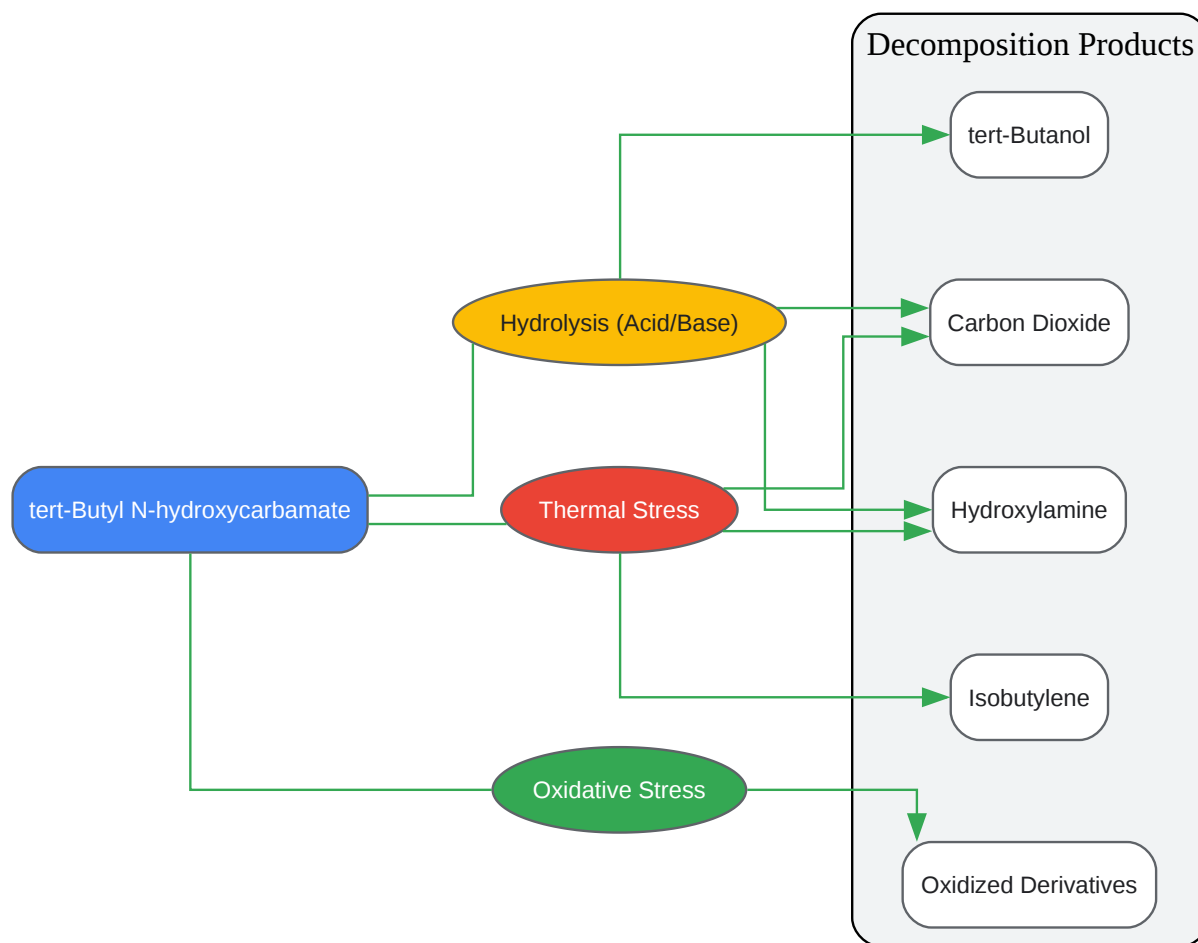 Decomposition Products
tert-Butanol
Hydrolysis (Acid/Base)
Carbon Dioxide
tert-Butyl N-hydroxycarbamate
Thermal Stress
Hydroxylamine
Isobutylene
Oxidative Stress
Oxidized Derivatives